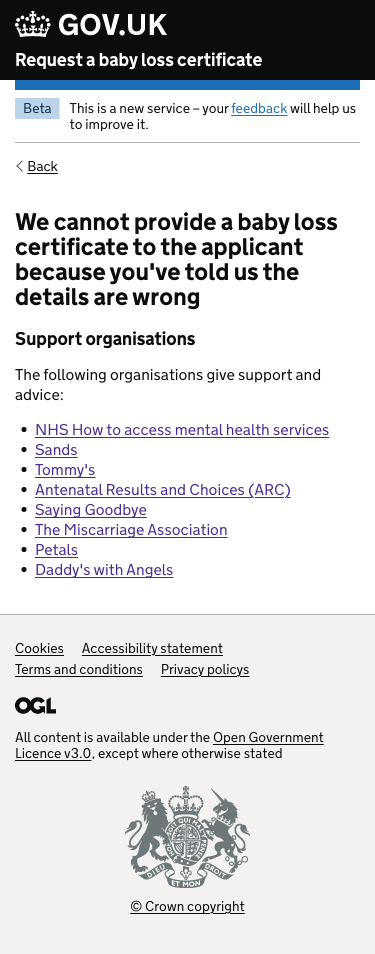 GOV.UK
Request a baby loss certificate
Beta
This is a new service – your feedback will help us
to improve it.
Back
We cannot provide a baby loss
certificate to the applicant
because you've told us the
details are wrong
Support organisations
The following organisations give support and
advice:
NHS How to access mental health services
Sands
Tommy's
Antenatal Results and Choices (ARC)
Saying Goodbye
The Miscarriage Association
Petals
Daddy's with Angels
Cookies Accessibility statement
Terms and conditions Privacy policys
OGL
All content is available under the Open Government
Licence v3.0, except where otherwise stated
DIEU ET MON DROIT
© Crown copyright